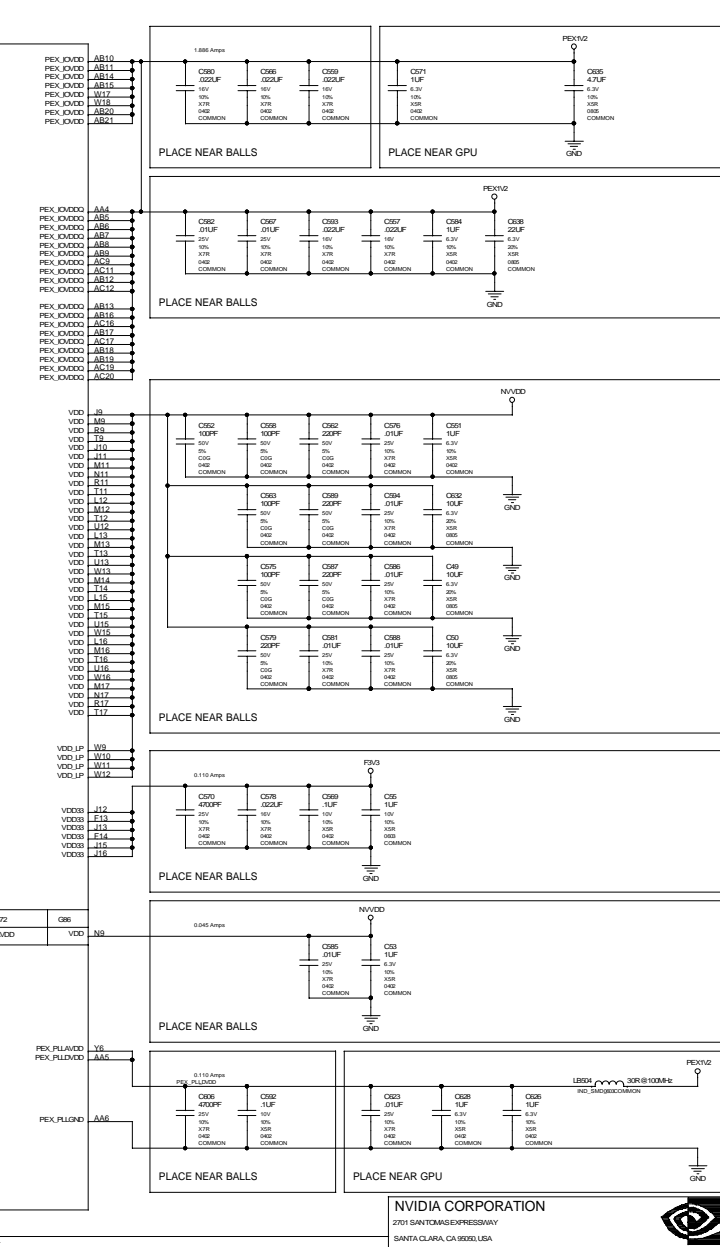 PEX1V2
1.886 Amps
PEX_IOVDD AB10
PEX_IOVDD AB11
PEX_IOVDD AB14
PEX_IOVDD AB15
PEX_IOVDD W17
PEX_IOVDD W18
PEX_IOVDD AB20
PEX_IOVDD AB21
C580 C566 C559 C571 C635
.022UF .022UF .022UF 1UF 4.7UF
16V 16V 16V 6.3V 6.3V
10% 10% 10% 10% 10%
X7R X7R X7R X5R X5R
0402 0402 0402 0402 0805
COMMON COMMON COMMON COMMON COMMON
GND
PLACE NEAR BALLS PLACE NEAR GPU
PEX1V2
PEX_IOVDDQ AA4
PEX_IOVDDQ AB5
PEX_IOVDDQ AB6
PEX_IOVDDQ AB7
PEX_IOVDDQ AB8
PEX_IOVDDQ AB9
PEX_IOVDDQ AC9
PEX_IOVDDQ AC11
PEX_IOVDDQ AB12
PEX_IOVDDQ AC12
PEX_IOVDDQ AB13
PEX_IOVDDQ AB16
PEX_IOVDDQ AC16
PEX_IOVDDQ AB17
PEX_IOVDDQ AC17
PEX_IOVDDQ AB18
PEX_IOVDDQ AB19
PEX_IOVDDQ AC19
PEX_IOVDDQ AC20
C582 C567 C593 C557 C584 C638
.01UF .01UF .022UF .022UF 1UF 22UF
25V 25V 16V 16V 6.3V 6.3V
10% 10% 10% 10% 10% 20%
X7R X7R X7R X7R X5R X5R
0402 0402 0402 0402 0402 0805
COMMON COMMON COMMON COMMON COMMON COMMON
GND
PLACE NEAR BALLS
NVVDD
VDD J9
VDD M9
VDD R9
VDD T9
VDD J10
VDD J11
VDD M11
VDD N11
VDD R11
VDD T11
VDD L12
VDD M12
VDD T12
VDD U12
VDD L13
VDD M13
VDD T13
VDD U13
VDD W13
VDD M14
VDD T14
VDD L15
VDD M15
VDD T15
VDD U15
VDD W15
VDD L16
VDD M16
VDD T16
VDD U16
VDD W16
VDD M17
VDD N17
VDD R17
VDD T17
C552 C558 C562 C576 C551
100PF 100PF 220PF .01UF 1UF
50V 50V 50V 25V 6.3V
5% 5% 5% 10% 10%
C0G C0G C0G X7R X5R
0402 0402 0402 0402 0402
COMMON COMMON COMMON COMMON COMMON
GND
C563 C589 C594 C632
100PF 220PF .01UF 10UF
50V 50V 25V 6.3V
5% 5% 10% 20%
C0G C0G X7R X5R
0402 0402 0402 0805
COMMON COMMON COMMON COMMON
GND
C575 C587 C586 C49
100PF 220PF .01UF 10UF
50V 50V 25V 6.3V
5% 5% 10% 20%
C0G C0G X7R X5R
0402 0402 0402 0805
COMMON COMMON COMMON COMMON
GND
C579 C581 C588 C50
220PF .01UF .01UF 10UF
50V 25V 25V 6.3V
5% 10% 10% 20%
C0G X7R X7R X5R
0402 0402 0402 0805
COMMON COMMON COMMON COMMON
GND
PLACE NEAR BALLS
VDD_LP W9
VDD_LP W10
VDD_LP W11
VDD_LP W12
F3V3
0.110 Amps
VDD33 J12
VDD33 F13
VDD33 J13
VDD33 F14
VDD33 J15
VDD33 J16
C570 C578 C569 C55
4700PF .022UF .1UF 1UF
25V 16V 10V 10V
10% 10% 10% 10%
X7R X7R X5R X5R
0402 0402 0402 0603
COMMON COMMON COMMON COMMON
GND
PLACE NEAR BALLS
72 G86
VDD VDD N9
NVVDD
0.045 Amps
C585 C53
.01UF 1UF
25V 6.3V
10% 10%
X7R X5R
0402 0402
COMMON COMMON
GND
PLACE NEAR BALLS
PEX_PLLAVDD Y6
PEX_PLLDVDD AA5
PEX1V2
0.110 Amps
PEX_PLLDVDD
LB504 30R@100MHz
IND_SMD0603COMMON
C606 C592 C623 C628 C626
4700PF .1UF .01UF 1UF 1UF
25V 10V 25V 6.3V 6.3V
10% 10% 10% 10% 10%
X7R X5R X7R X5R X5R
0402 0402 0402 0402 0402
COMMON COMMON COMMON COMMON COMMON
PEX_PLLGND AA6
GND
PLACE NEAR BALLS PLACE NEAR GPU
NVIDIA CORPORATION
2701 SAN TOMAS EXPRESSWAY
SANTA CLARA, CA 95050, USA